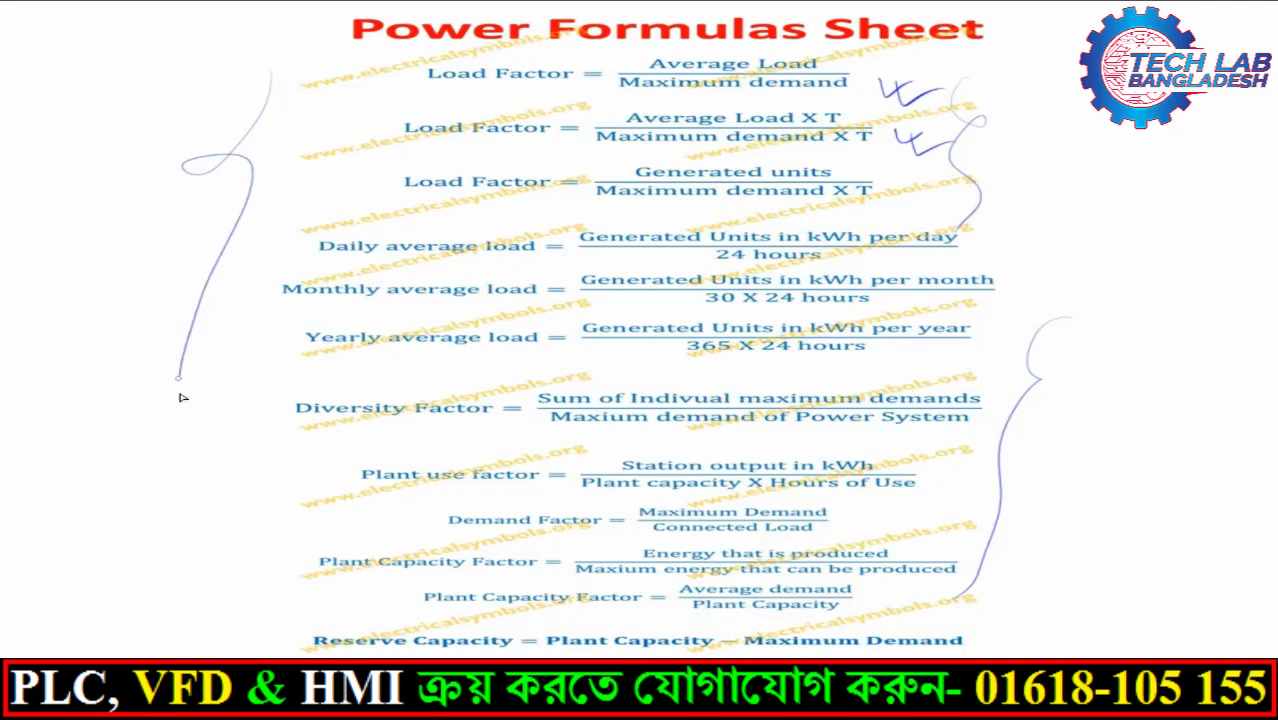 Power Formulas Sheet
TECH LAB
BANGLADESH
Load Factor = Average Load / Maximum demand
Load Factor = Average Load X T / Maximum demand X T
Load Factor = Generated units / Maximum demand X T
Daily average load = Generated Units in kWh per day / 24 hours
Monthly average load = Generated Units in kWh per month / 30 X 24 hours
Yearly average load = Generated Units in kWh per year / 365 X 24 hours
Diversity Factor = Sum of Indivual maximum demands / Maxium demand of Power System
Plant use factor = Station output in kWh / Plant capacity X Hours of Use
Demand Factor = Maximum Demand / Connected Load
Plant Capacity Factor = Energy that is produced / Maxium energy that can be produced
Plant Capacity Factor = Average demand / Plant Capacity
Reserve Capacity = Plant Capacity − Maximum Demand
www.electricalsymbols.org
PLC, VFD & HMI ক্রয় করতে যোগাযোগ করুন- 01618-105 155